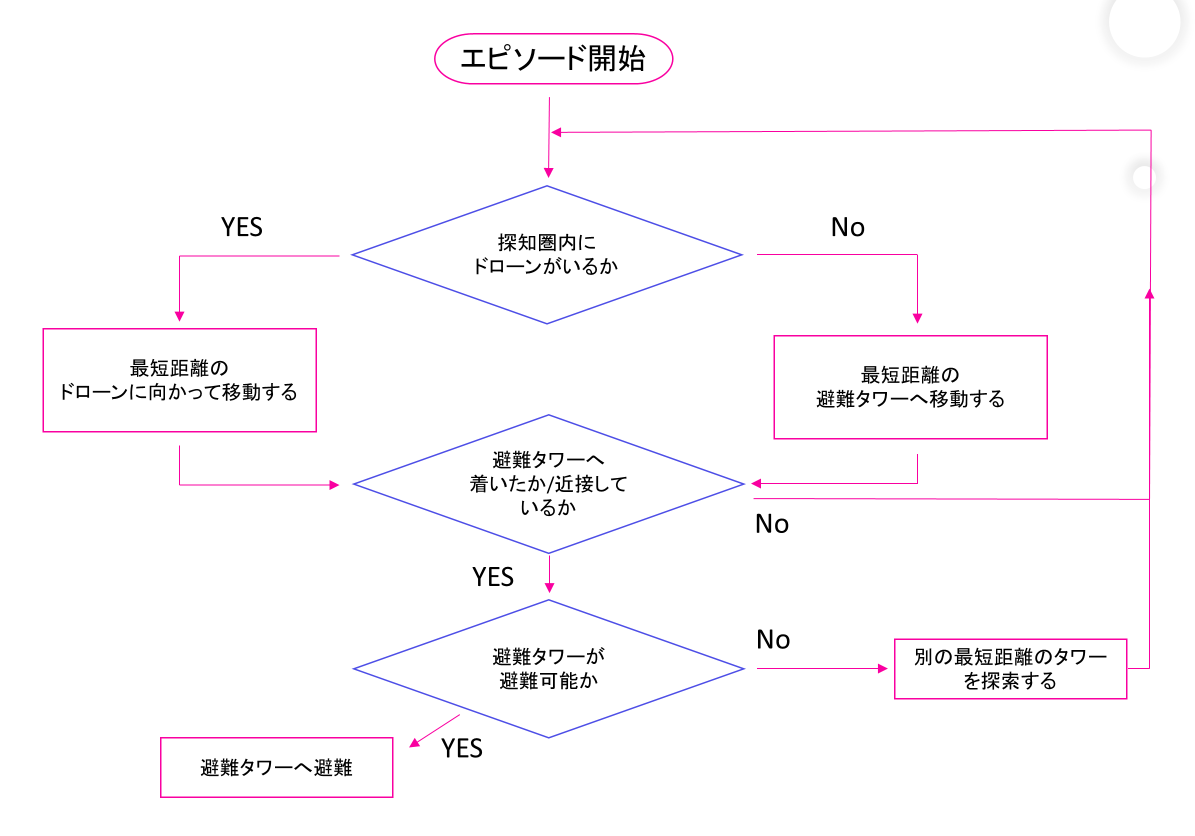 エピソード開始
YES
No
探知圏内に
ドローンがいるか
最短距離の
ドローンに向かって移動する
最短距離の
避難タワーへ移動する
避難タワーへ
着いたか/近接して
いるか
No
YES
避難タワーが
避難可能か
No
別の最短距離のタワー
を探索する
YES
避難タワーへ避難